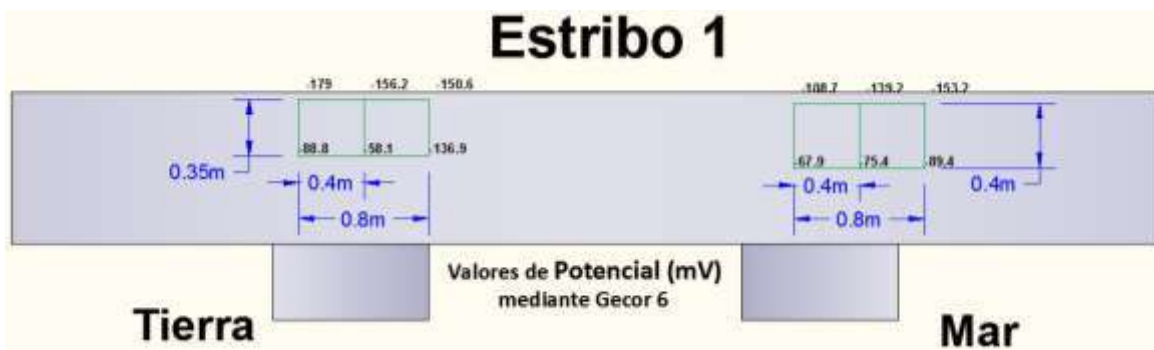 Estribo 1
-179 -156.2 -150.6
-188.7 -139.2 -153.2
-88.8 -58.1 -136.9
-67.9 -75.4 -89.4
0.35m
0.4m
0.4m
0.4m
0.8m
0.8m
Valores de Potencial (mV)
mediante Gecor 6
Tierra
Mar